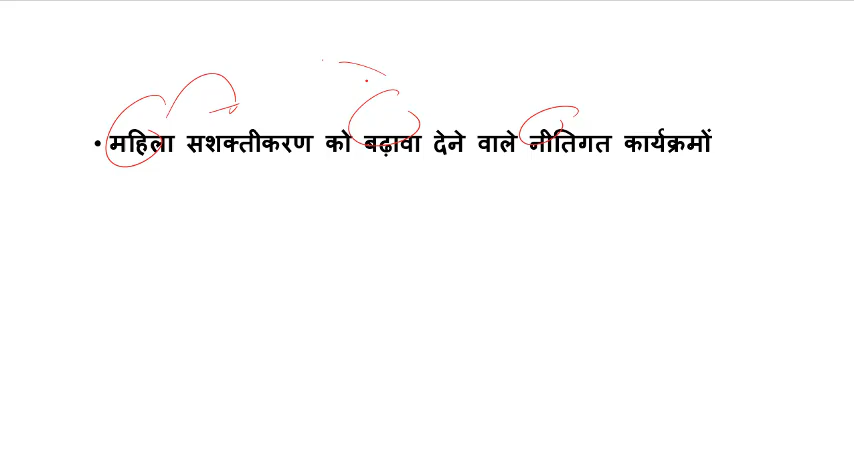 • महिला सशक्तीकरण को बढ़ावा देने वाले नीतिगत कार्यक्रमों